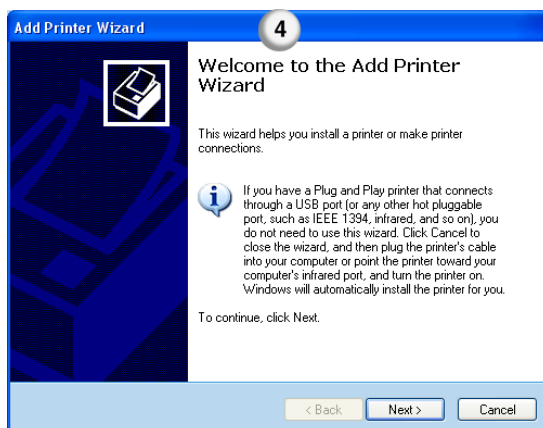 Add Printer Wizard
4
Welcome to the Add Printer
Wizard
This wizard helps you install a printer or make printer
connections.
If you have a Plug and Play printer that connects
through a USB port (or any other hot pluggable
port, such as IEEE 1394, infrared, and so on), you
do not need to use this wizard. Click Cancel to
close the wizard, and then plug the printer's cable
into your computer or point the printer toward your
computer's infrared port, and turn the printer on.
Windows will automatically install the printer for you.
To continue, click Next.
< Back
Next >
Cancel